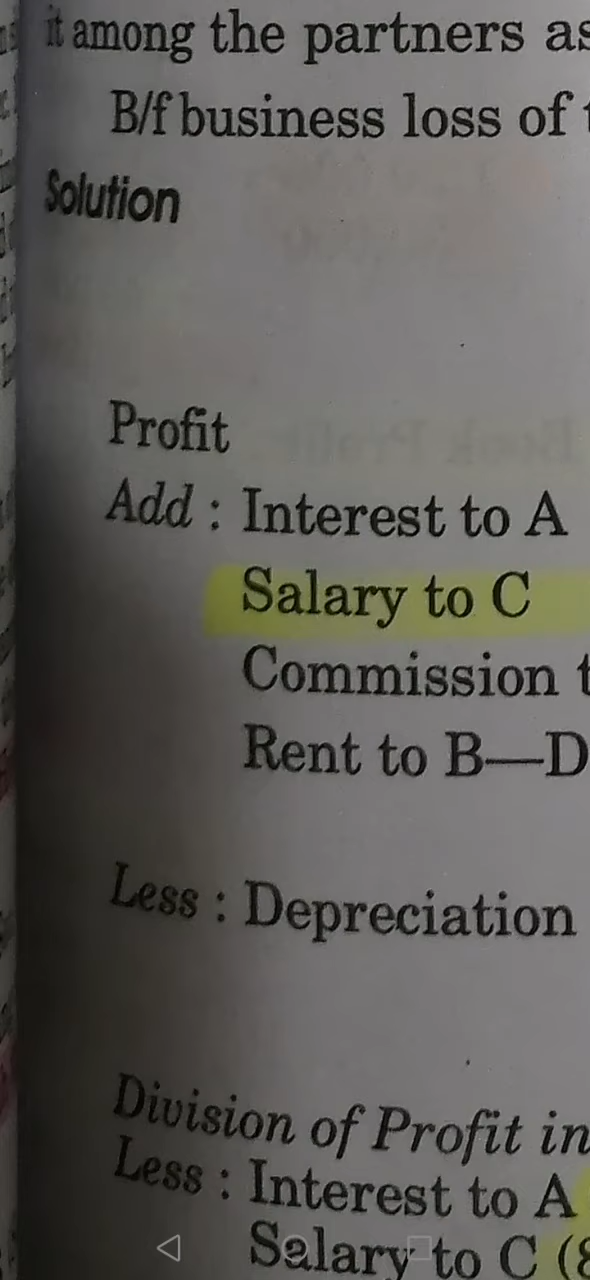 it among the partners as
B/f business loss of
Solution
Profit
Add : Interest to A
Salary to C
Commission
Rent to B—D
Less : Depreciation
Division of Profit in
Less : Interest to A
Salary to C (8